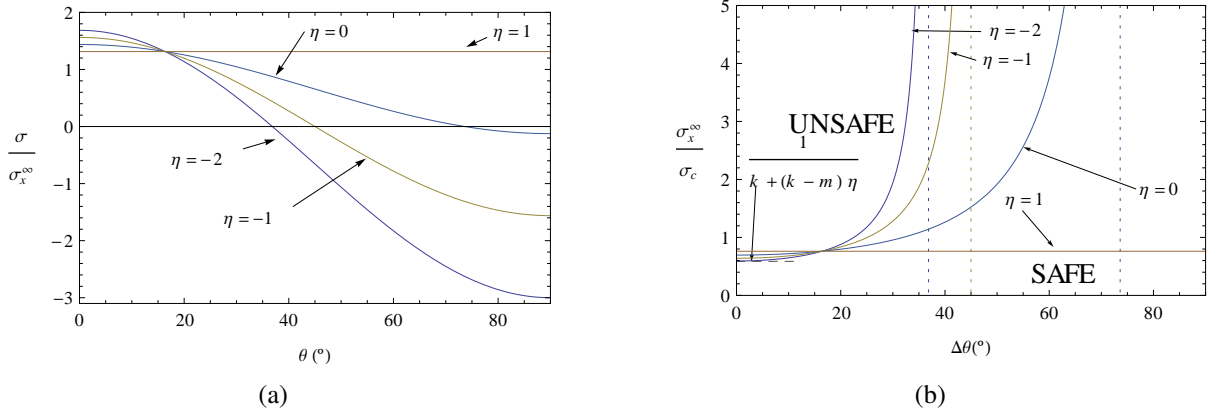 2
1
0
−1
−2
−3
σ
σx∞
η = 0
η = 1
η = −2
η = −1
0 20 40 60 80
θ (°)
(a)
5
4
3
2
1
0
σx∞
σc
η = −2
η = −1
UNSAFE
1
k + (k − m) η
η = 1
η = 0
SAFE
0 20 40 60 80
Δθ(°)
(b)